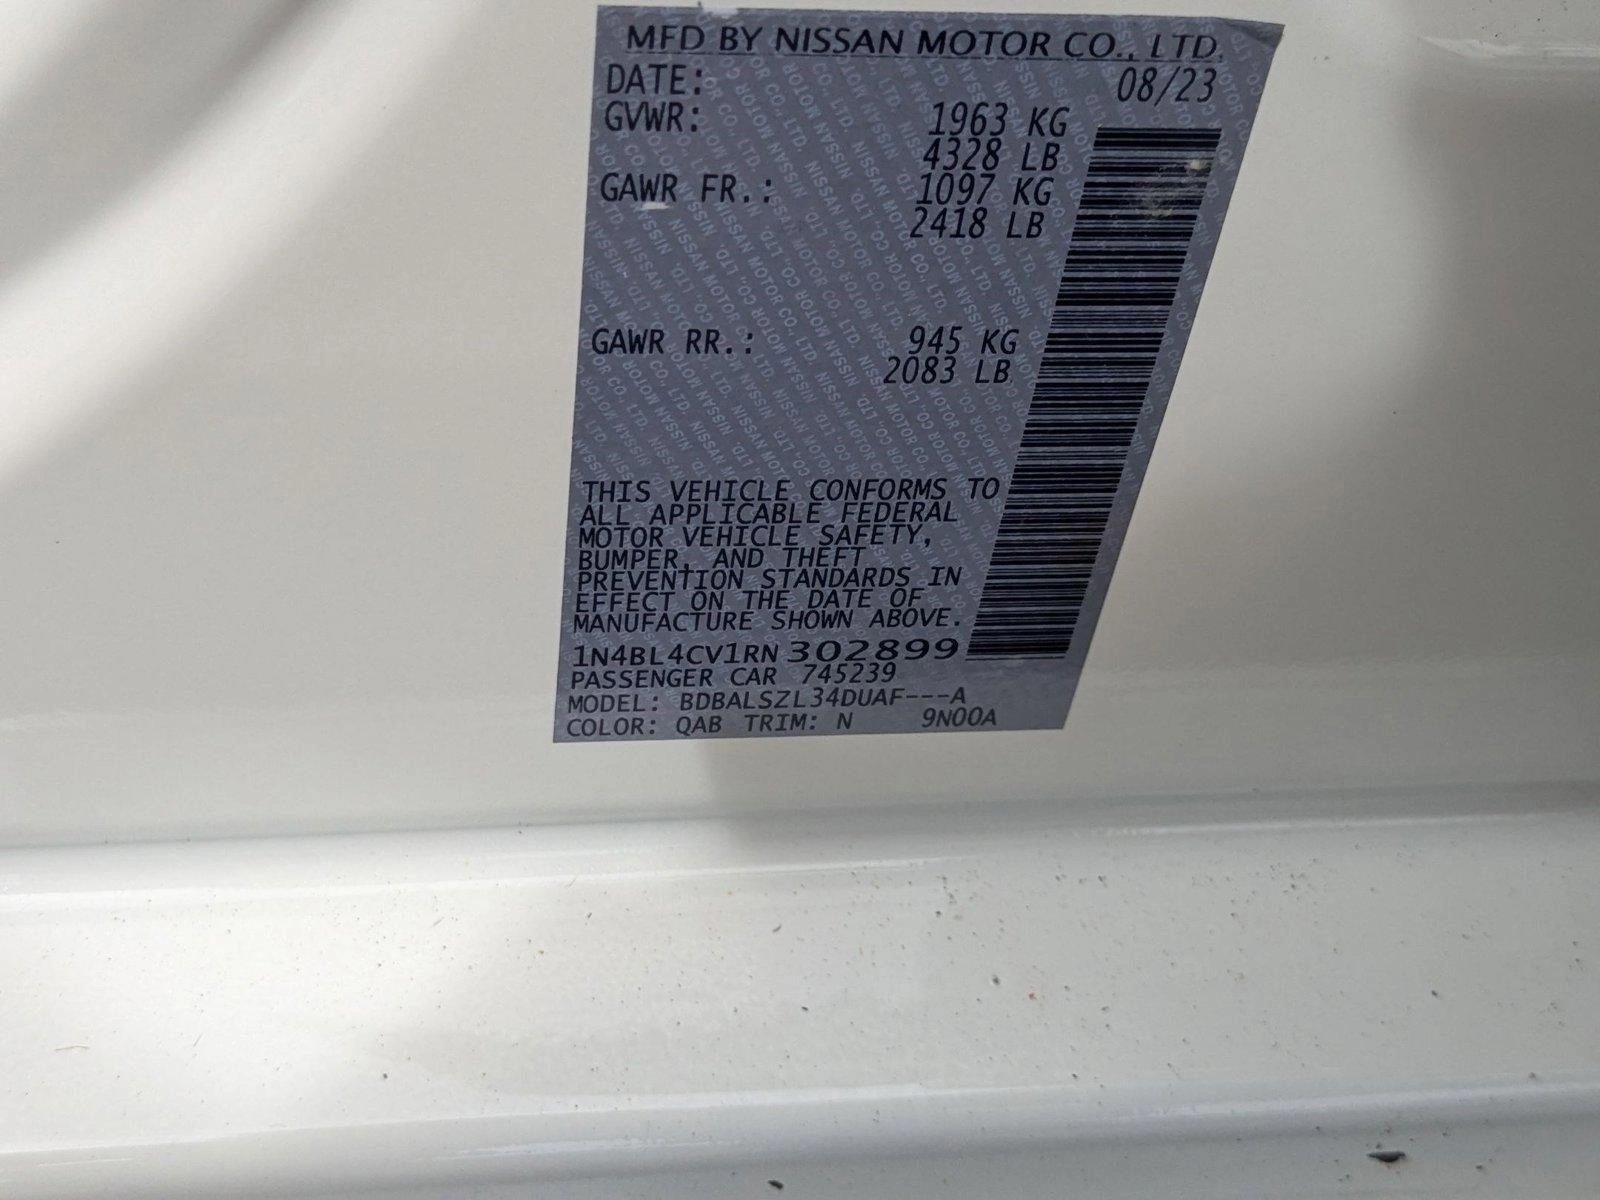 MFD BY NISSAN MOTOR CO., LTD.
DATE: 08/23
GVWR: 1963 KG
4328 LB
GAWR FR.: 1097 KG
2418 LB
GAWR RR.: 945 KG
2083 LB
THIS VEHICLE CONFORMS TO
ALL APPLICABLE FEDERAL
MOTOR VEHICLE SAFETY,
BUMPER, AND THEFT
PREVENTION STANDARDS IN
EFFECT ON THE DATE OF
MANUFACTURE SHOWN ABOVE.
1N4BL4CV1RN302899
PASSENGER CAR 745239
MODEL: BDBALSZL34DUAF---A
COLOR: QAB TRIM: N 9N00A